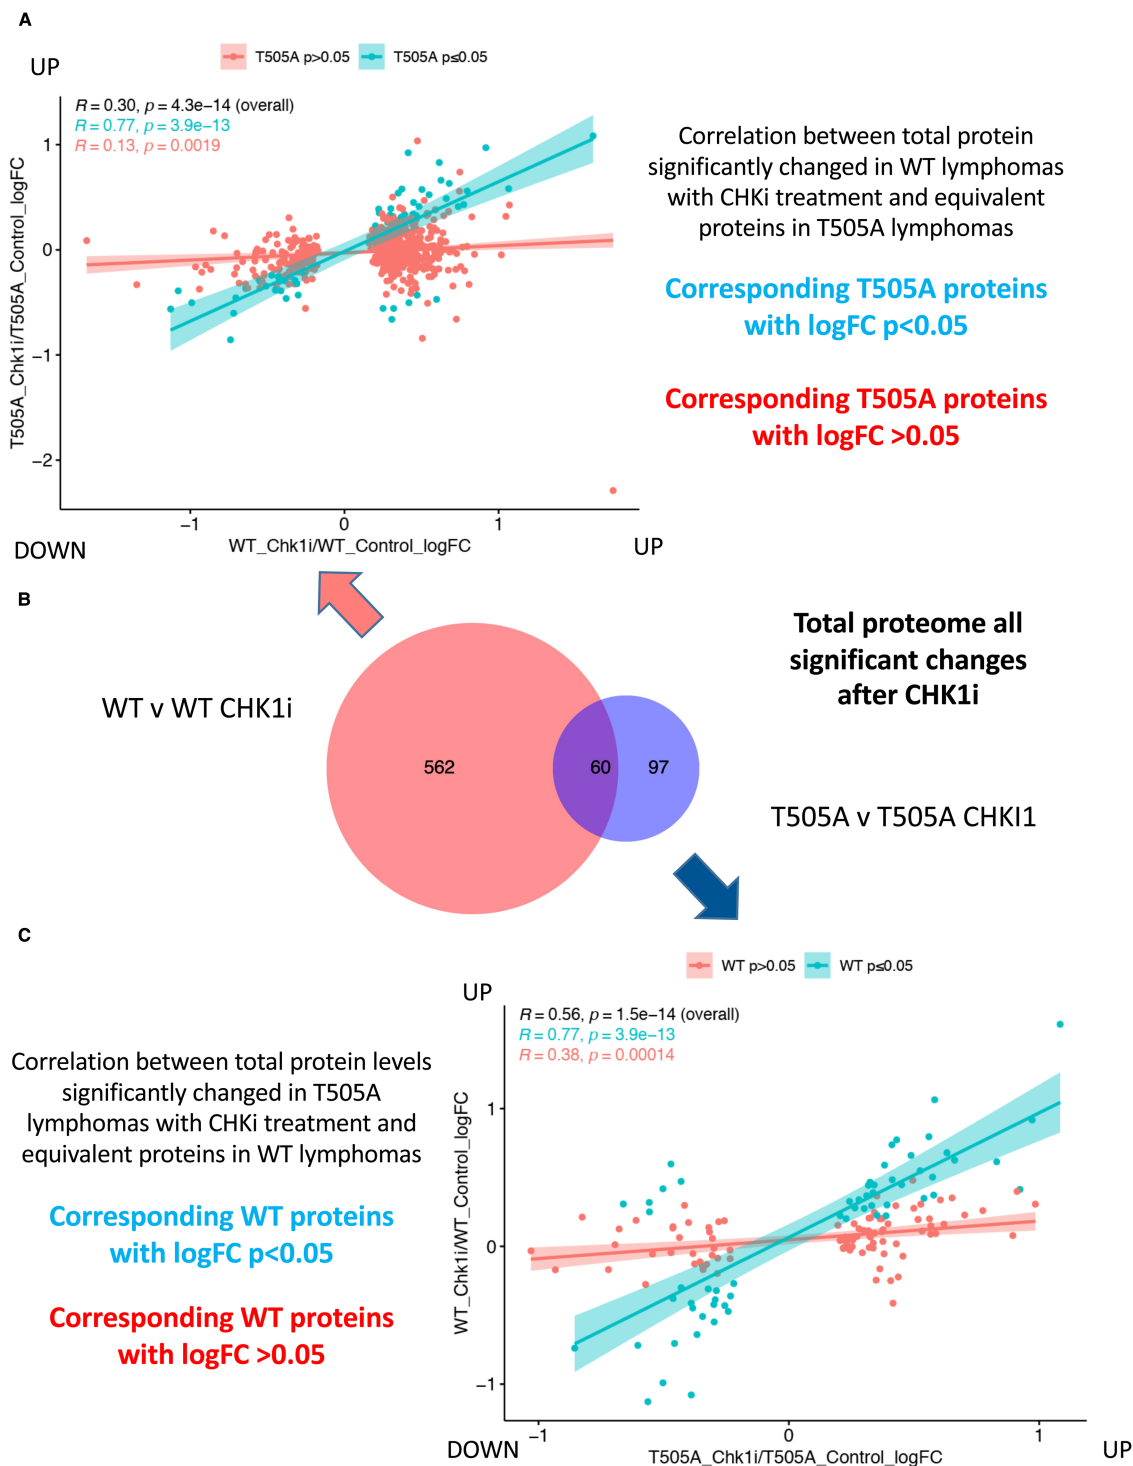 A
T505A p>0.05
T505A p≤0.05
UP
R = 0.30, p = 4.3e−14 (overall)
R = 0.77, p = 3.9e−13
R = 0.13, p = 0.0019
1
0
−1
−2
T505A_Chk1i/T505A_Control_logFC
−1
0
1
DOWN
WT_Chk1i/WT_Control_logFC
UP
Correlation between total protein
significantly changed in WT lymphomas
with CHKi treatment and equivalent
proteins in T505A lymphomas
Corresponding T505A proteins
with logFC p<0.05
Corresponding T505A proteins
with logFC >0.05
B
Total proteome all
significant changes
after CHK1i
WT v WT CHK1i
562
60
97
T505A v T505A CHKI1
C
WT p>0.05
WT p≤0.05
UP
R = 0.56, p = 1.5e−14 (overall)
R = 0.77, p = 3.9e−13
R = 0.38, p = 0.00014
1
0
−1
WT_Chk1i/WT_Control_logFC
−1
0
1
DOWN
T505A_Chk1i/T505A_Control_logFC
UP
Correlation between total protein levels
significantly changed in T505A
lymphomas with CHKi treatment and
equivalent proteins in WT lymphomas
Corresponding WT proteins
with logFC p<0.05
Corresponding WT proteins
with logFC >0.05